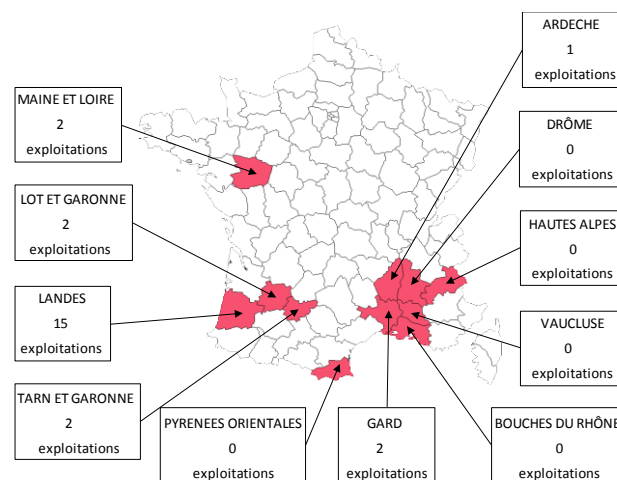 ARDECHE
1
exploitations
MAINE ET LOIRE
2
exploitations
DRÔME
0
exploitations
LOT ET GARONNE
2
exploitations
HAUTES ALPES
0
exploitations
LANDES
15
exploitations
VAUCLUSE
0
exploitations
TARN ET GARONNE
2
exploitations
PYRENEES ORIENTALES
0
exploitations
GARD
2
exploitations
BOUCHES DU RHÔNE
0
exploitations